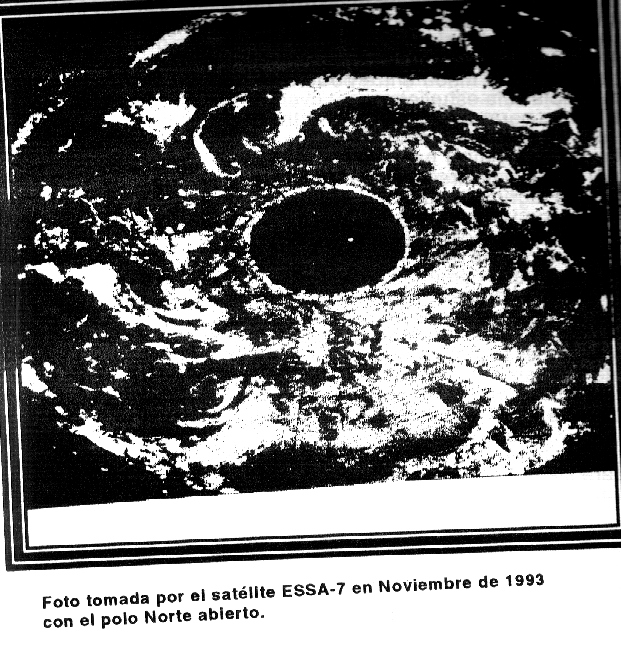 Foto tomada por el satélite ESSA-7 en Noviembre de 1993
con el polo Norte abierto.